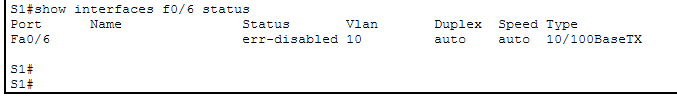 S1#show interfaces f0/6 status
Port Name Status Vlan Duplex Speed Type
Fa0/6 err-disabled 10 auto auto 10/100BaseTX
S1#
S1#